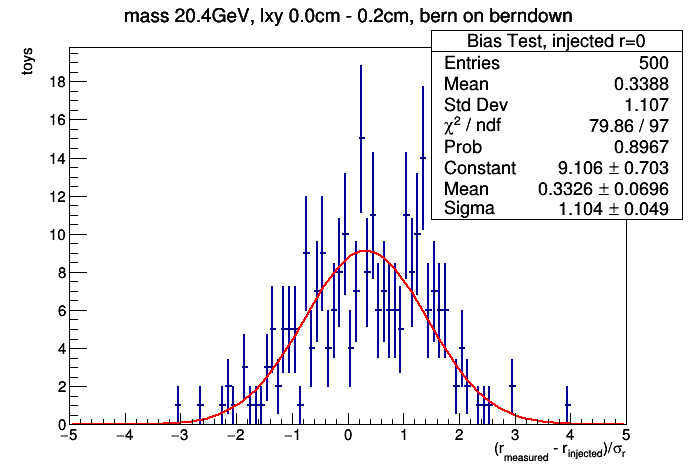 mass 20.4GeV, lxy 0.0cm - 0.2cm, bern on berndown
Bias Test, injected r=0
Entries 500
Mean 0.3388
Std Dev 1.107
χ² / ndf 79.86 / 97
Prob 0.8967
Constant 9.106 ± 0.703
Mean 0.3326 ± 0.0696
Sigma 1.104 ± 0.049
toys
18
16
14
12
10
8
6
4
2
0
−5 −4 −3 −2 −1 0 1 2 3 4 5
(r_measured - r_injected)/σ_r